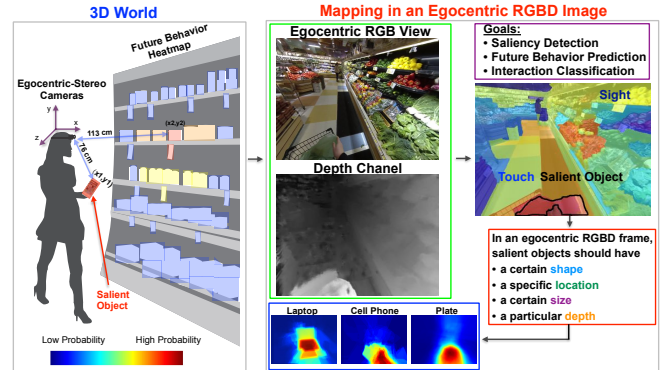 3D World
Future Behavior
Heatmap
Egocentric-Stereo
Cameras
y
x
z
113 cm
(x2,y2)
76 cm
(x1,y1)
Salient
Object
Low Probability
High Probability
Mapping in an Egocentric RGBD Image
Egocentric RGB View
Depth Chanel
Goals:
• Saliency Detection
• Future Behavior Prediction
• Interaction Classification
Sight
Touch Salient Object
In an egocentric RGBD frame,
salient objects should have
• a certain shape
• a specific location
• a certain size
• a particular depth
Laptop
Cell Phone
Plate